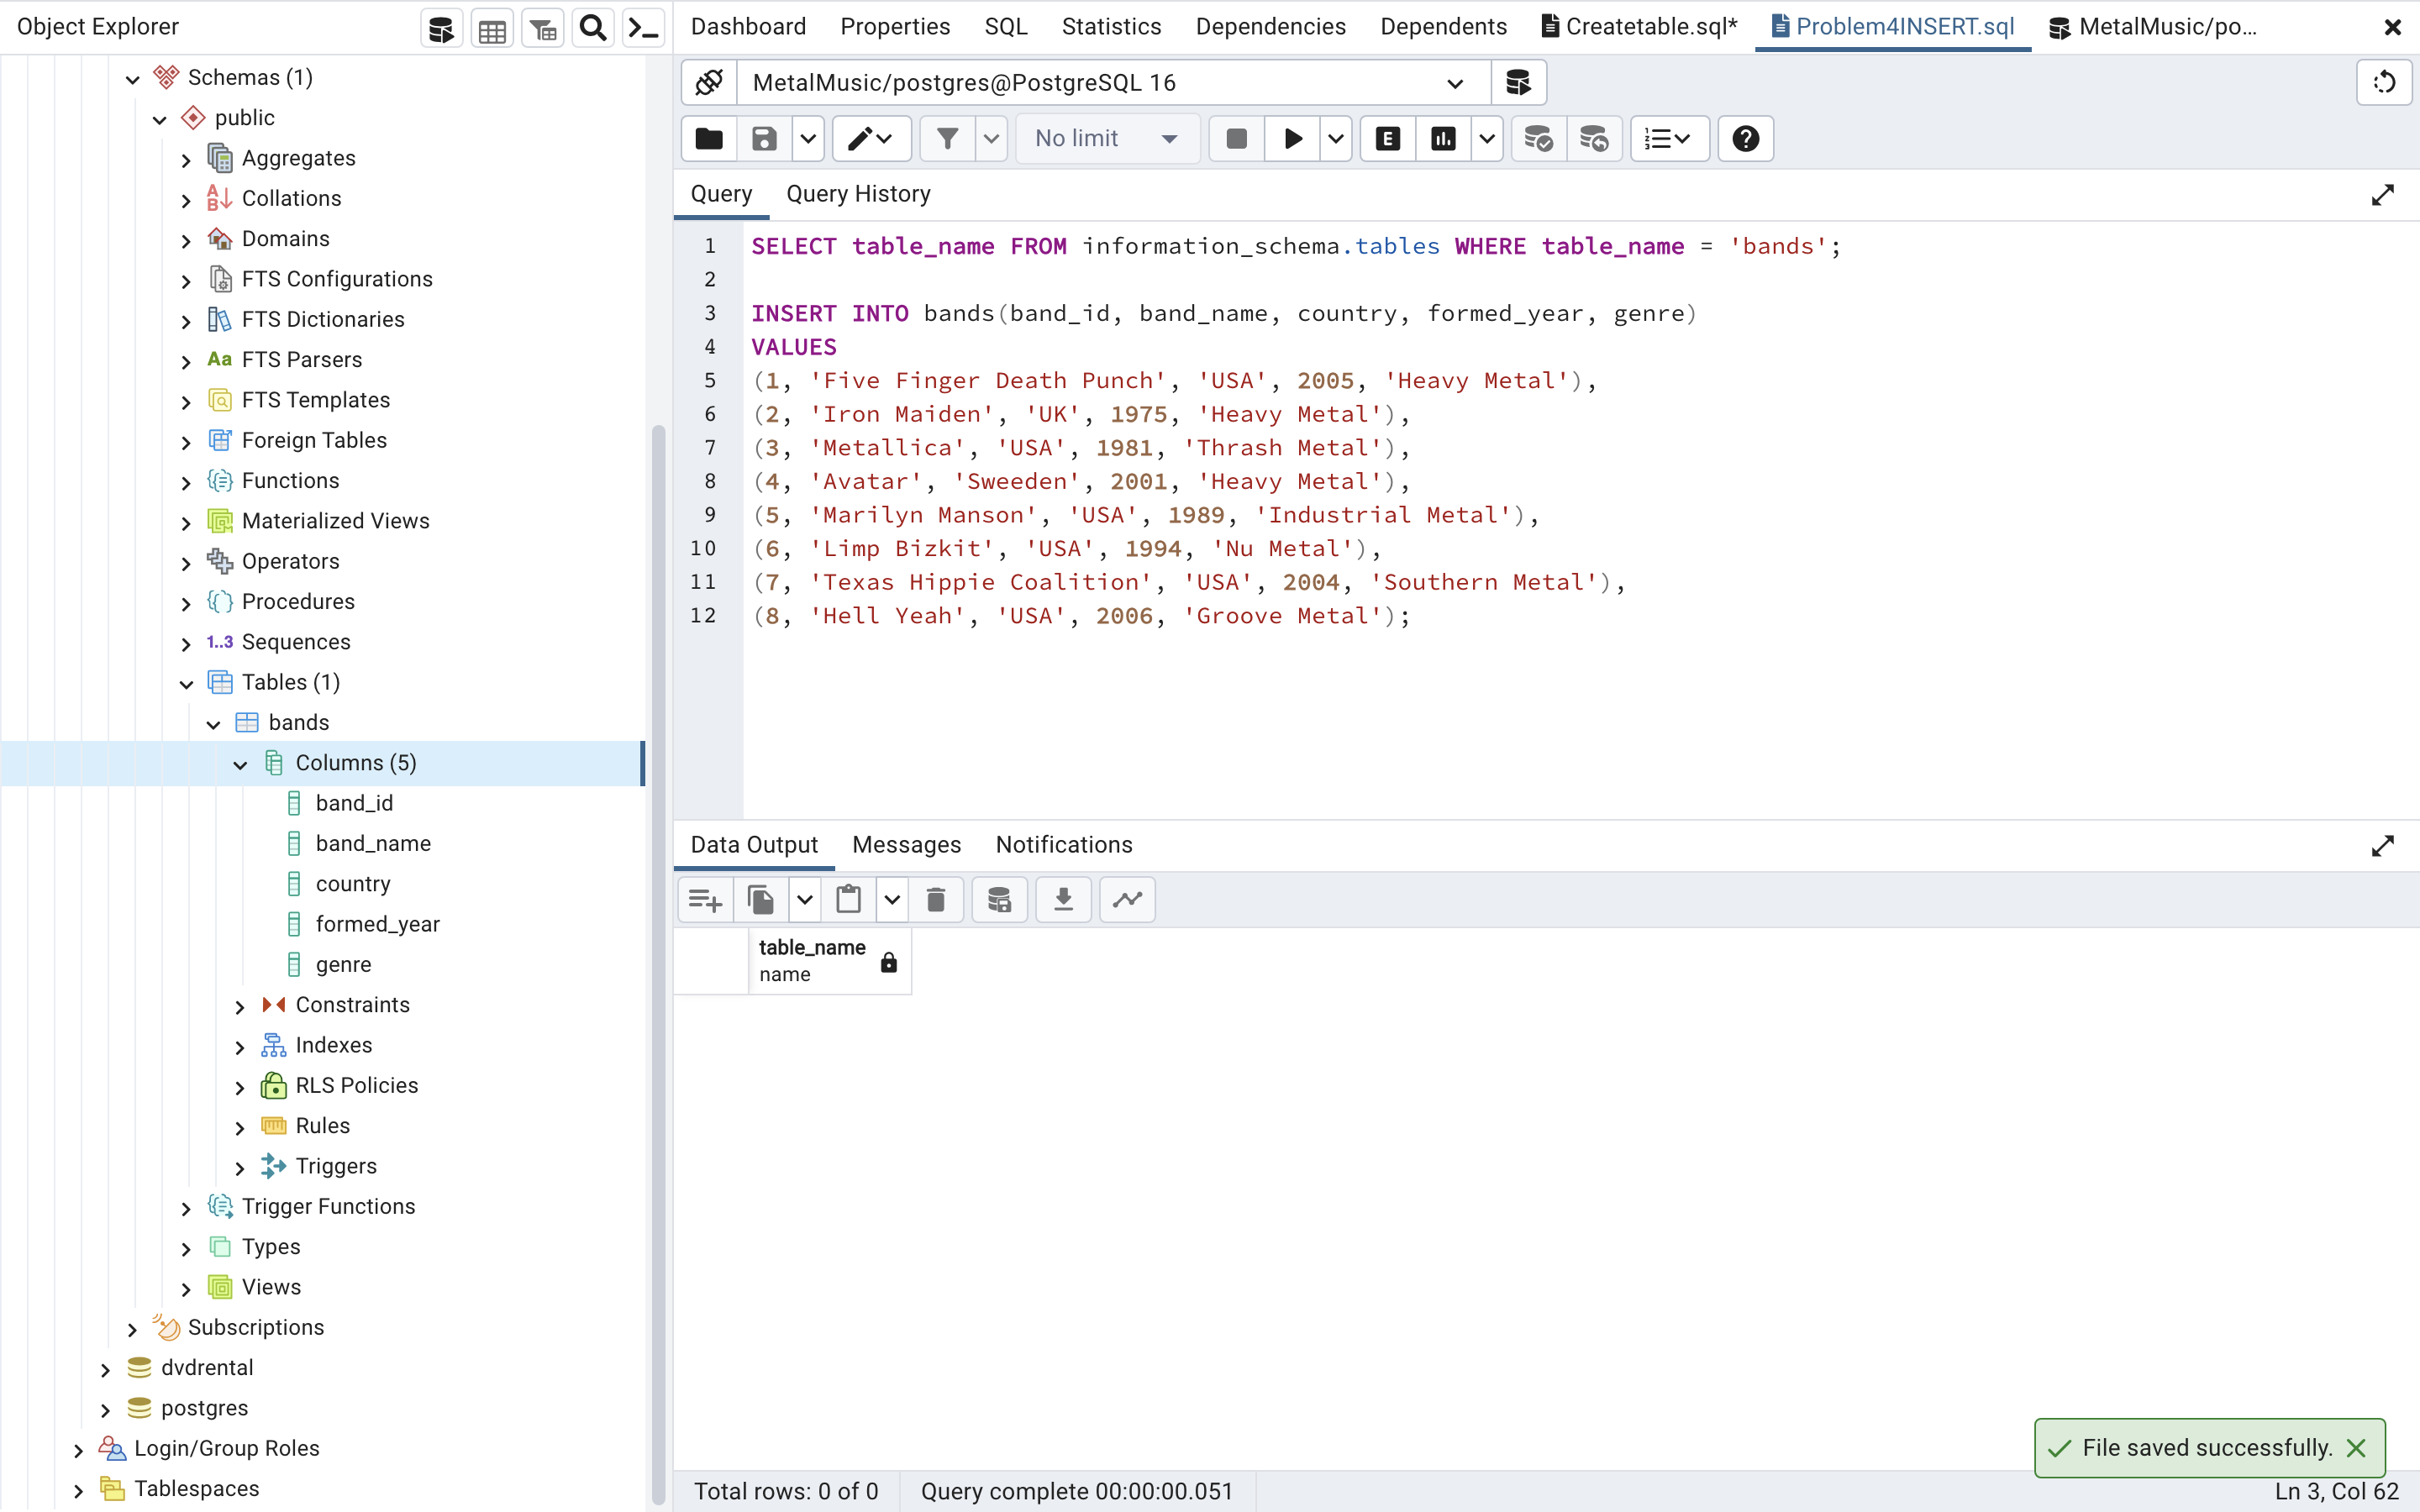 Object Explorer
Dashboard Properties SQL Statistics Dependencies Dependents Createtable.sql* Problem4INSERT.sql MetalMusic/po...
Schemas (1)
public
Aggregates
Collations
Domains
FTS Configurations
FTS Dictionaries
Aa FTS Parsers
FTS Templates
Foreign Tables
Functions
Materialized Views
Operators
Procedures
1..3 Sequences
Tables (1)
bands
Columns (5)
band_id
band_name
country
formed_year
genre
Constraints
Indexes
RLS Policies
Rules
Triggers
Trigger Functions
Types
Views
Subscriptions
dvdrental
postgres
Login/Group Roles
Tablespaces
MetalMusic/postgres@PostgreSQL 16
No limit E
Query Query History
1 SELECT table_name FROM information_schema.tables WHERE table_name = 'bands';
2
3 INSERT INTO bands(band_id, band_name, country, formed_year, genre)
4 VALUES
5 (1, 'Five Finger Death Punch', 'USA', 2005, 'Heavy Metal'),
6 (2, 'Iron Maiden', 'UK', 1975, 'Heavy Metal'),
7 (3, 'Metallica', 'USA', 1981, 'Thrash Metal'),
8 (4, 'Avatar', 'Sweeden', 2001, 'Heavy Metal'),
9 (5, 'Marilyn Manson', 'USA', 1989, 'Industrial Metal'),
10 (6, 'Limp Bizkit', 'USA', 1994, 'Nu Metal'),
11 (7, 'Texas Hippie Coalition', 'USA', 2004, 'Southern Metal'),
12 (8, 'Hell Yeah', 'USA', 2006, 'Groove Metal');
Data Output Messages Notifications
table_name
name
File saved successfully.
Total rows: 0 of 0 Query complete 00:00:00.051 Ln 3, Col 62